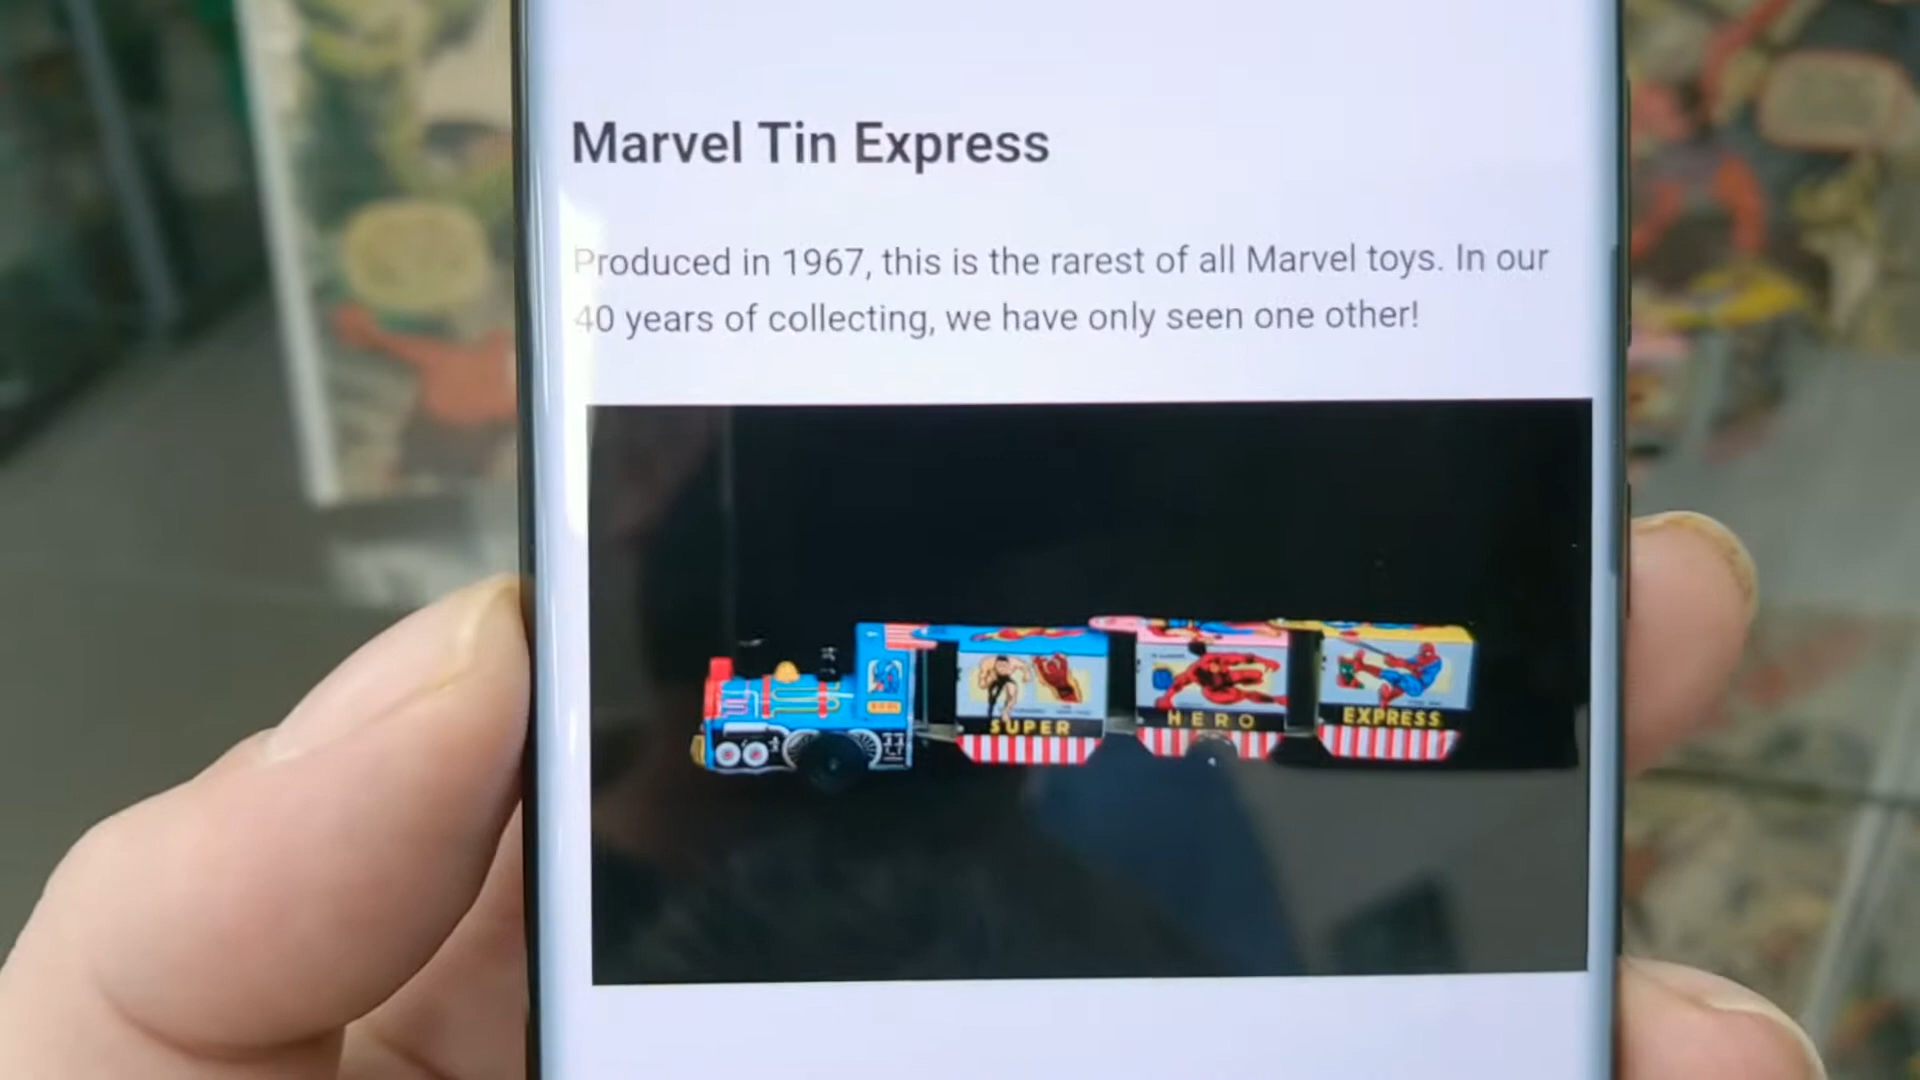 Marvel Tin Express
Produced in 1967, this is the rarest of all Marvel toys. In our
40 years of collecting, we have only seen one other!
SUPER
HERO
EXPRESS